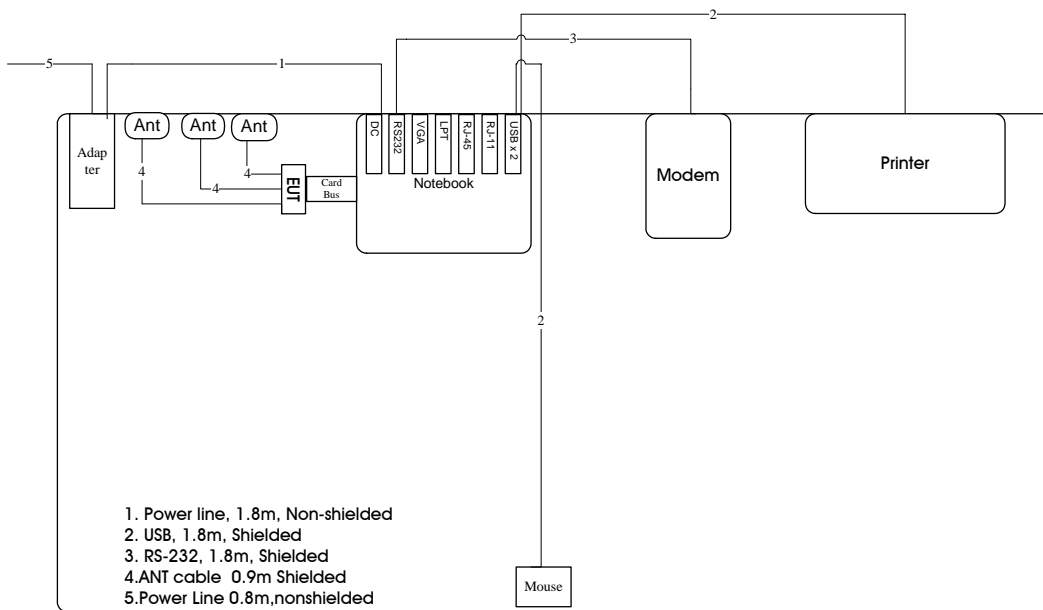 2
3
5
1
Adap
ter
Ant
Ant
Ant
4
4
4
EUT
Card
Bus
DC
RS232
VGA
LPT
RJ-45
RJ-11
USB x 2
Notebook
Modem
Printer
2
1. Power line, 1.8m, Non-shielded
2. USB, 1.8m, Shielded
3. RS-232, 1.8m, Shielded
4.ANT cable 0.9m Shielded
5.Power Line 0.8m,nonshielded
Mouse